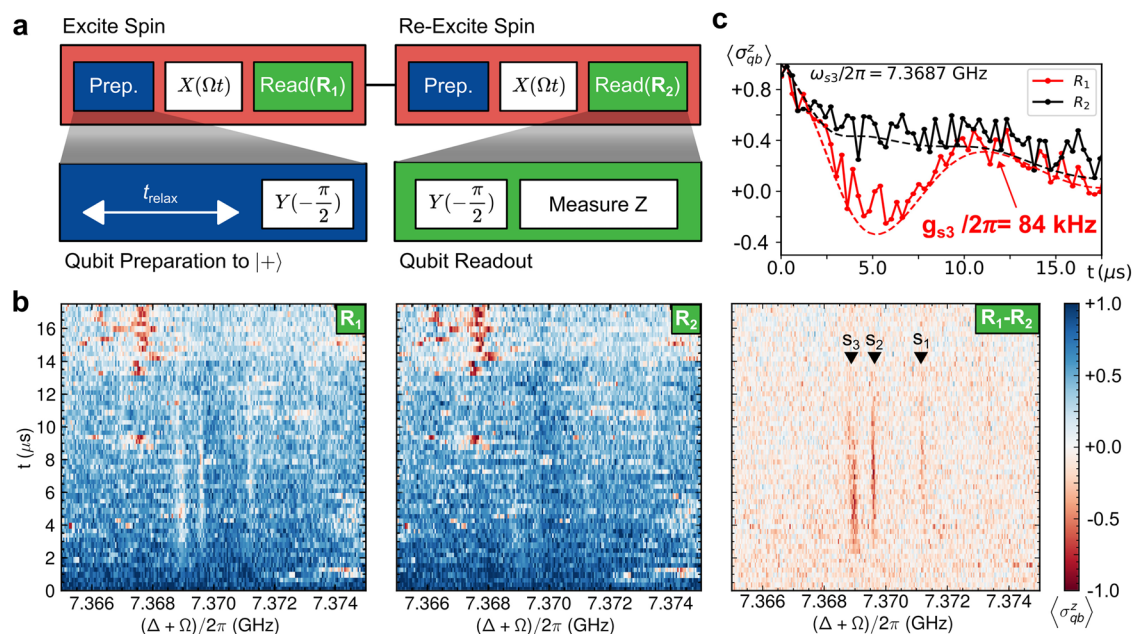 a
Excite Spin
Re-Excite Spin
Prep.
X(Ωt)
Read(R₁)
Prep.
X(Ωt)
Read(R₂)
t_relax
Y(−π/2)
Y(−π/2)
Measure Z
Qubit Preparation to |+⟩
Qubit Readout
c
⟨σ^z_qb⟩
+0.8
+0.4
+0.0
-0.4
ω_s3/2π = 7.3687 GHz
R₁
R₂
g_s3 /2π= 84 kHz
0.0
5.0
10.0
15.0
t (μs)
b
t (μs)
16
14
12
10
8
6
4
2
0
R₁
7.366
7.368
7.370
7.372
7.374
(Δ + Ω)/2π (GHz)
R₂
7.366
7.368
7.370
7.372
7.374
(Δ + Ω)/2π (GHz)
R₁-R₂
s₃
s₂
s₁
7.366
7.368
7.370
7.372
7.374
(Δ + Ω)/2π (GHz)
+1.0
+0.5
+0.0
-0.5
-1.0
⟨σ^z_qb⟩